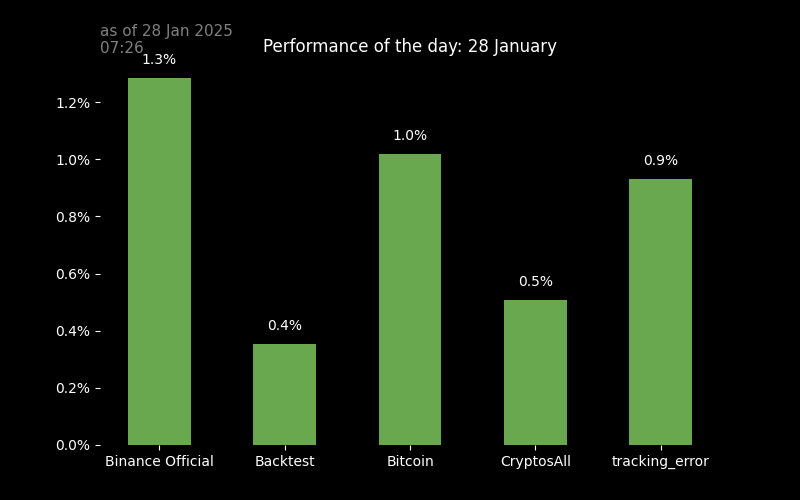 as of 28 Jan 2025
07:26
Performance of the day: 28 January
1.3%
1.2%
1.0%
1.0%
0.9%
0.8%
0.6%
0.5%
0.4%
0.4%
0.2%
0.0%
Binance Official
Backtest
Bitcoin
CryptosAll
tracking_error